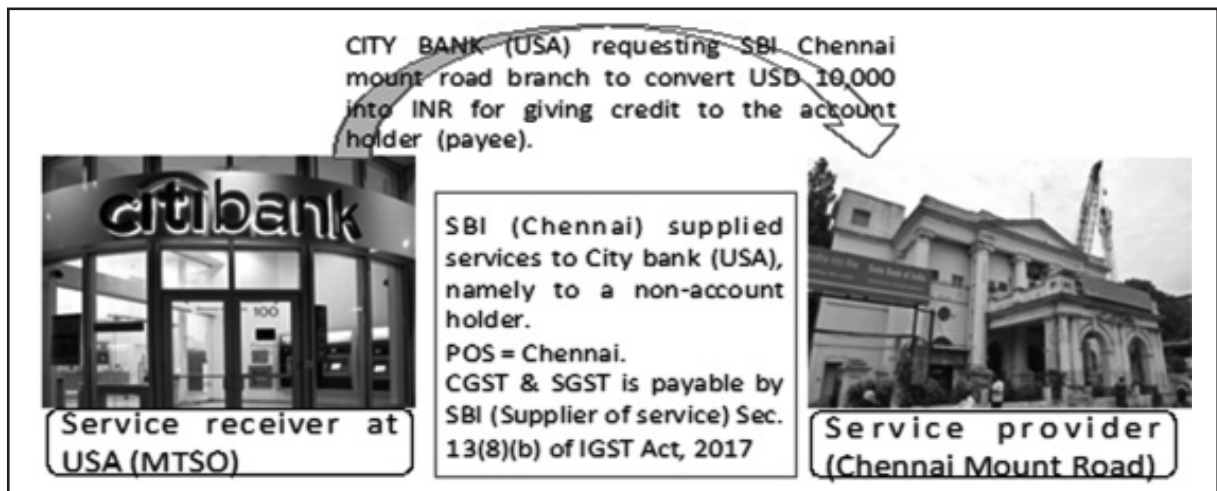 CITY BANK (USA) requesting SBI Chennai
mount road branch to convert USD 10,000
into INR for giving credit to the account
holder (payee).
citibank
100
SBI (Chennai) supplied
services to City bank (USA),
namely to a non-account
holder.
POS = Chennai.
CGST & SGST is payable by
SBI (Supplier of service) Sec.
13(8)(b) of IGST Act, 2017
Service receiver at
USA (MTSO)
Service provider
(Chennai Mount Road)